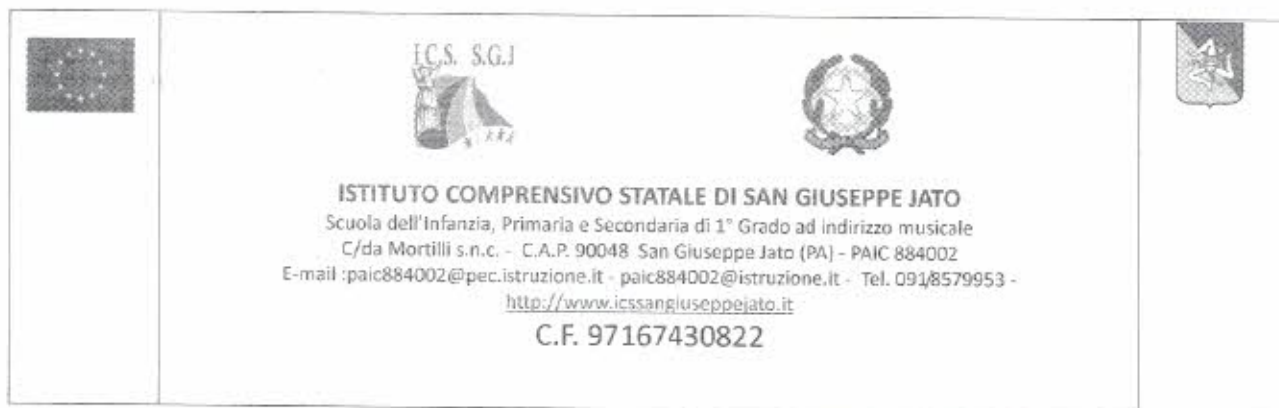 I.C.S. S.G.J
ISTITUTO COMPRENSIVO STATALE DI SAN GIUSEPPE JATO
Scuola dell'Infanzia, Primaria e Secondaria di 1° Grado ad indirizzo musicale
C/da Mortilli s.n.c. - C.A.P. 90048 San Giuseppe Jato (PA) - PAIC 884002
E-mail :paic884002@pec.istruzione.it - paic884002@istruzione.it - Tel. 091/8579953 -
http://www.icssangiuseppejato.it
C.F. 97167430822